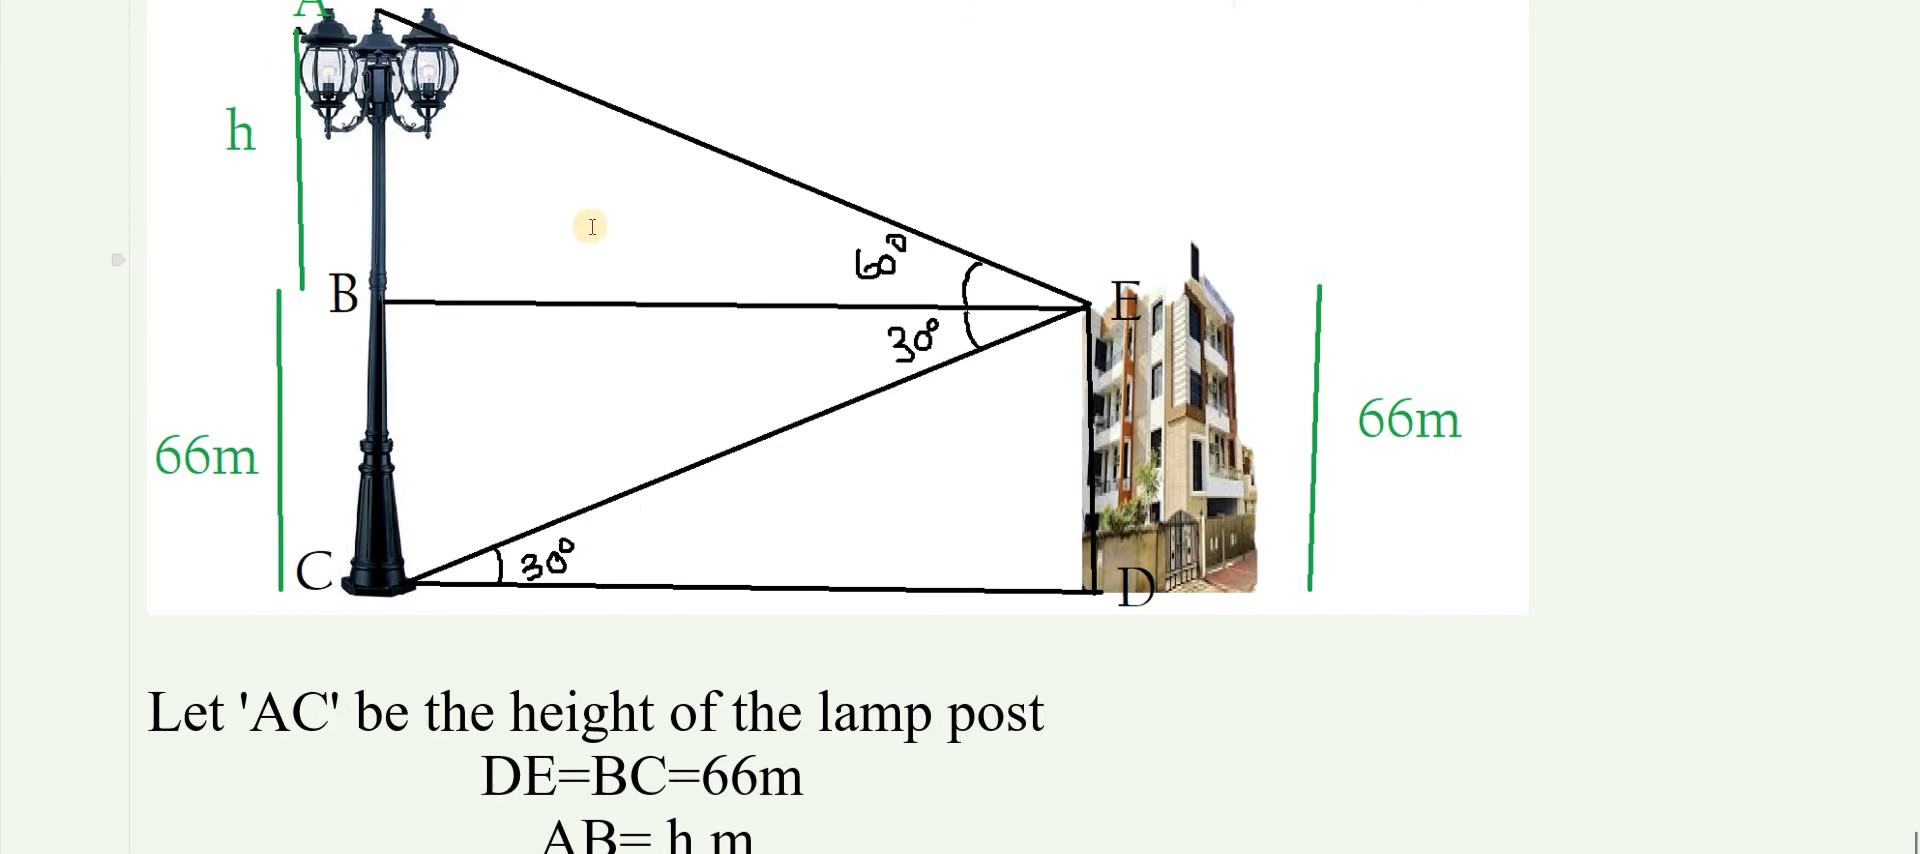 A
h
60°
B
E
30°
66m
66m
C
30°
D
Let 'AC' be the height of the lamp post
DE=BC=66m
AB= h m